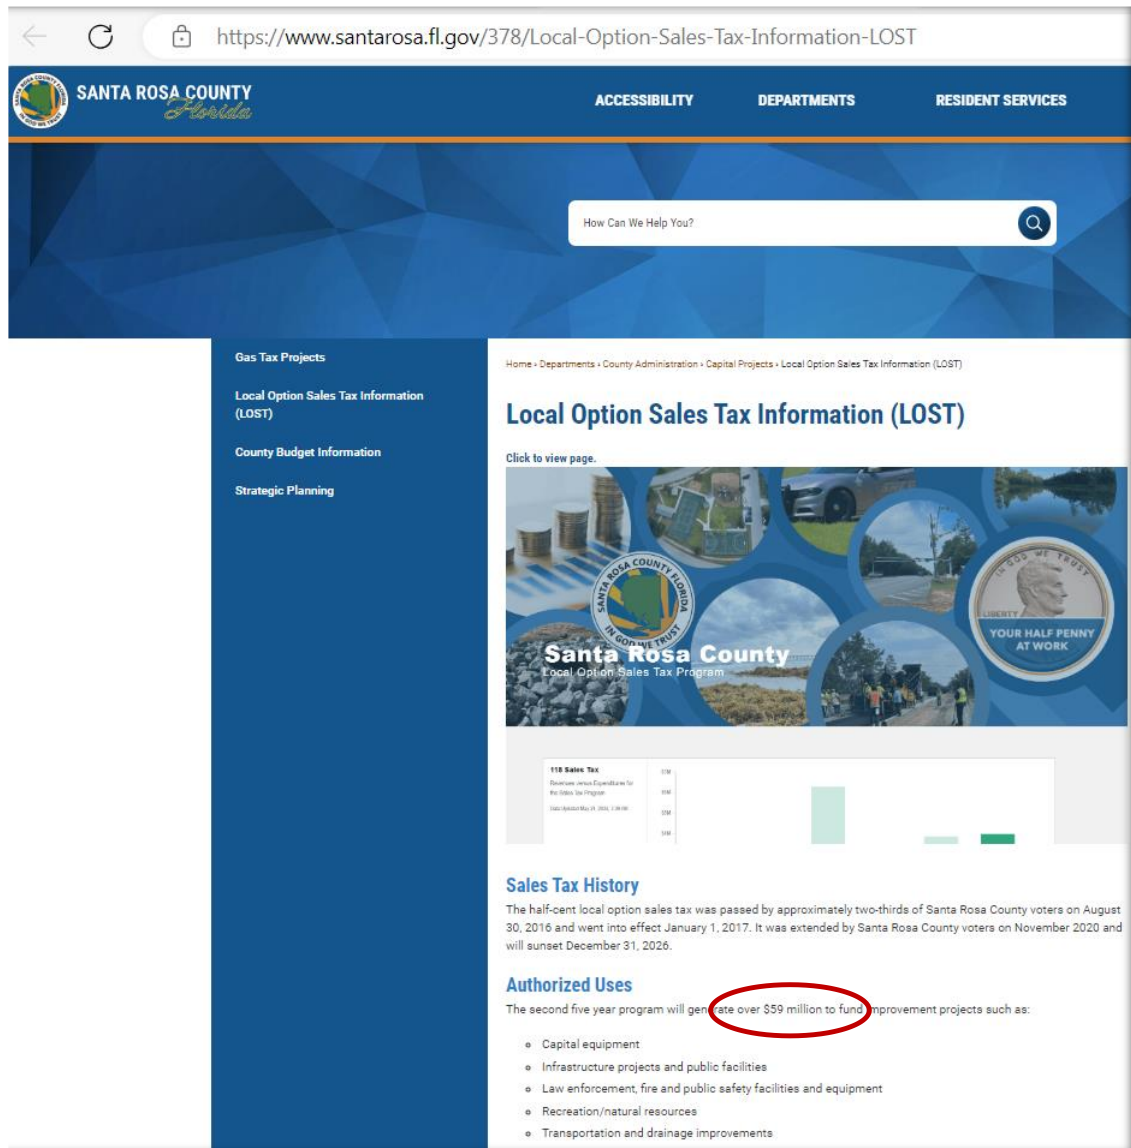 https://www.santarosa.fl.gov/378/Local-Option-Sales-Tax-Information-LOST
SANTA ROSA COUNTY
Florida
ACCESSIBILITY
DEPARTMENTS
RESIDENT SERVICES
How Can We Help You?
Gas Tax Projects
Local Option Sales Tax Information
(LOST)
County Budget Information
Strategic Planning
Home › Departments › County Administration › Capital Projects › Local Option Sales Tax Information (LOST)
Local Option Sales Tax Information (LOST)
Click to view page.
SANTA ROSA COUNTY FLORIDA
IN GOD WE TRUST
IN GOD WE TRUST
LIBERTY
YOUR HALF PENNY
AT WORK
Santa Rosa County
Local Option Sales Tax Program
118 Sales Tax
Revenues versus Expenditures for
the Sales Tax Program
Sales Tax History
The half-cent local option sales tax was passed by approximately two-thirds of Santa Rosa County voters on August
30, 2016 and went into effect January 1, 2017. It was extended by Santa Rosa County voters on November 2020 and
will sunset December 31, 2026.
Authorized Uses
The second five year program will generate over $59 million to fund improvement projects such as:
Capital equipment
Infrastructure projects and public facilities
Law enforcement, fire and public safety facilities and equipment
Recreation/natural resources
Transportation and drainage improvements